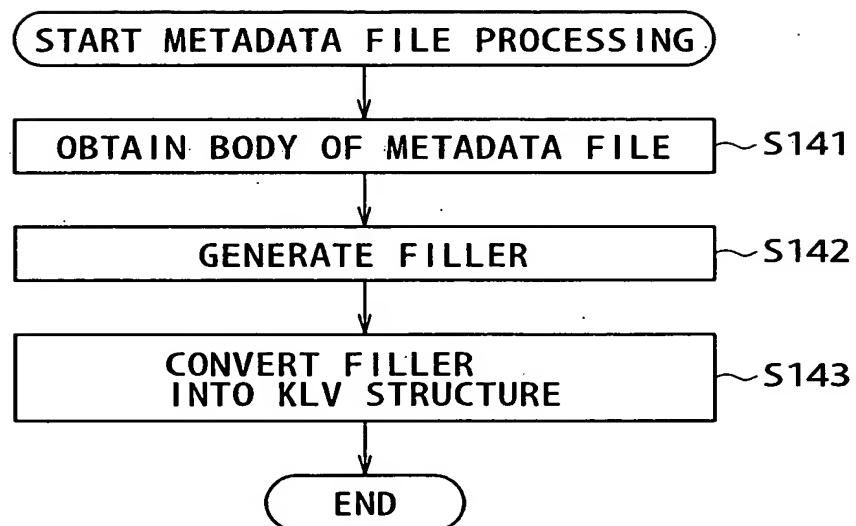 START METADATA FILE PROCESSING
OBTAIN BODY OF METADATA FILE
S141
GENERATE FILLER
S142
CONVERT FILLER
INTO KLV STRUCTURE
S143
END